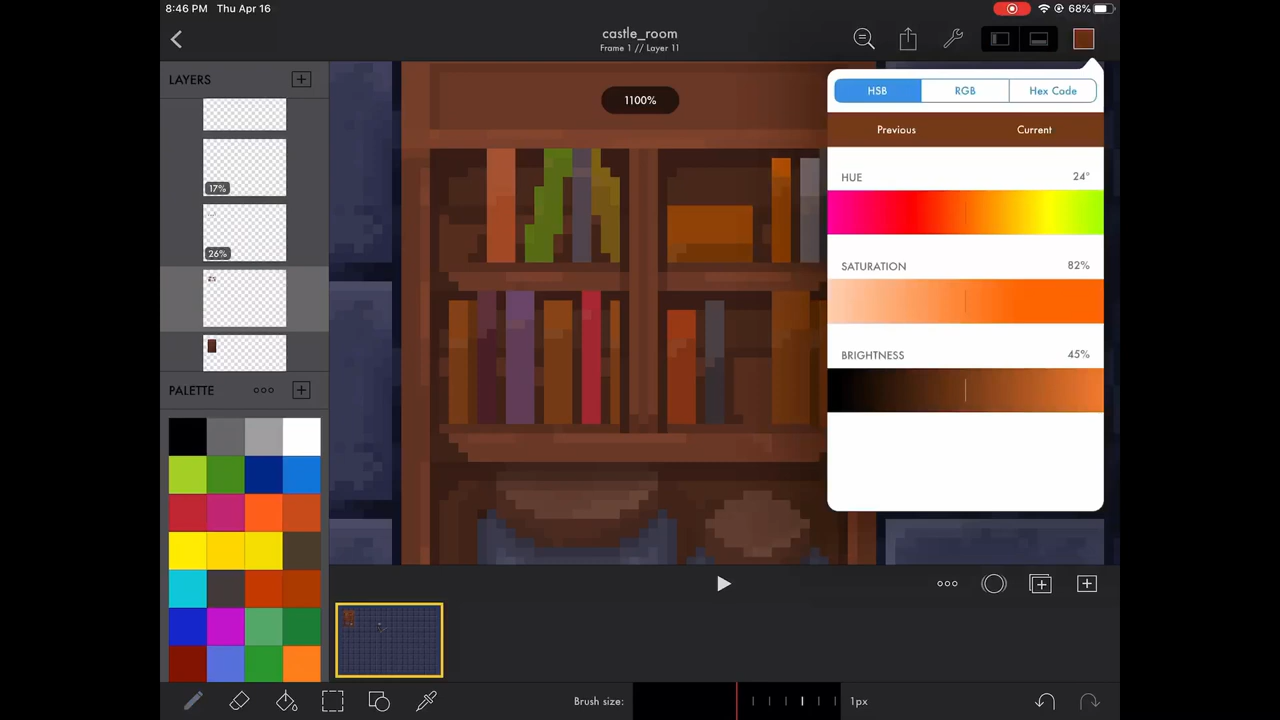 8:46 PM Thu Apr 16
68%
castle_room
Frame 1 // Layer 11
LAYERS
1100%
HSB
RGB
Hex Code
Previous
Current
HUE
24°
17%
SATURATION
82%
26%
BRIGHTNESS
45%
PALETTE
Brush size:
1px